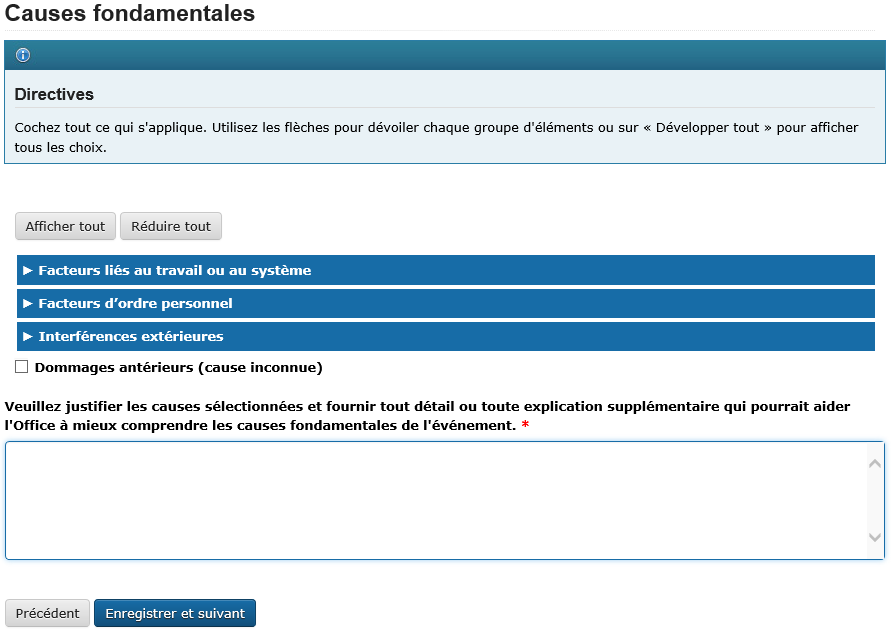 Causes fondamentales
Directives
Cochez tout ce qui s'applique. Utilisez les flèches pour dévoiler chaque groupe d'éléments ou sur « Développer tout » pour afficher
tous les choix.
Afficher tout Réduire tout
Facteurs liés au travail ou au système
Facteurs d’ordre personnel
Interférences extérieures
Dommages antérieurs (cause inconnue)
Veuillez justifier les causes sélectionnées et fournir tout détail ou toute explication supplémentaire qui pourrait aider
l'Office à mieux comprendre les causes fondamentales de l'événement. *
Précédent Enregistrer et suivant